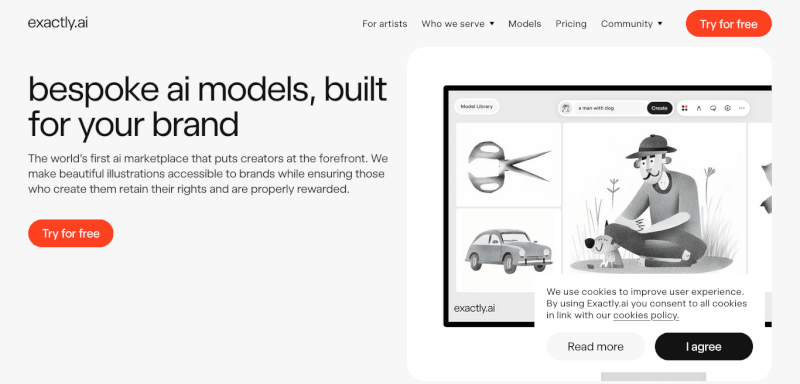 exactly.ai
For artists
Who we serve
Models
Pricing
Community
Try for free
bespoke ai models, built
for your brand
The world's first ai marketplace that puts creators at the forefront. We
make beautiful illustrations accessible to brands while ensuring those
who create them retain their rights and are properly rewarded.
Try for free
Model Library
a man with dog
Create
exactly.ai
We use cookies to improve user experience.
By using Exactly.ai you consent to all cookies
in link with our cookies policy.
Read more
I agree